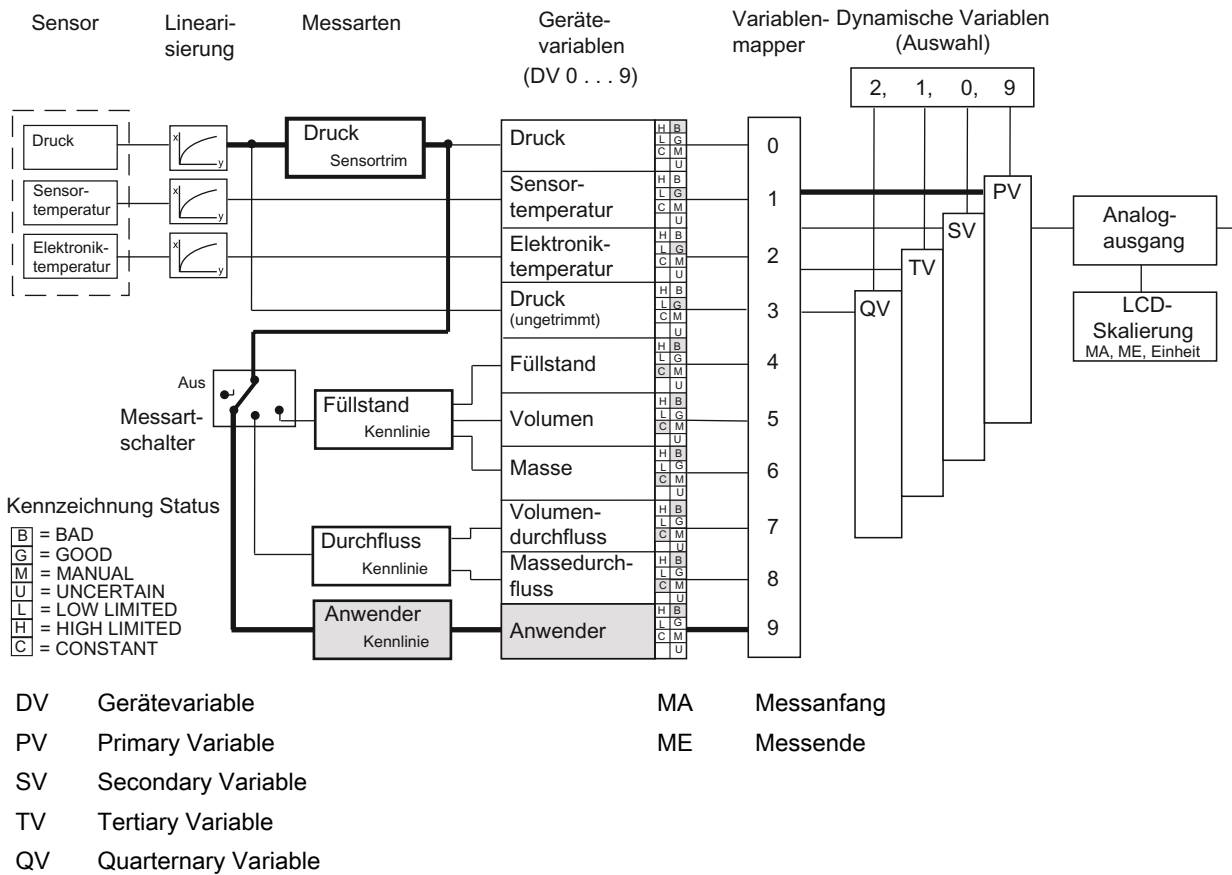 Sensor
Lineari-
sierung
Messarten
Geräte-
variablen
(DV 0 . . . 9)
Variablen-
mapper
Dynamische Variablen
(Auswahl)
2, 1, 0, 9
Druck
Sensor-
temperatur
Elektronik-
temperatur
x
y
x
y
x
y
Druck
Sensortrim
Druck
H B
L G
C M
U
0
Sensor-
temperatur
H B
L G
C M
U
1
Elektronik-
temperatur
H B
L G
C M
U
2
Druck
(ungetrimmt)
H B
L G
C M
U
3
Füllstand
H B
L G
C M
U
4
Volumen
H B
L G
C M
U
5
Masse
H B
L G
C M
U
6
Volumen-
durchfluss
H B
L G
C M
U
7
Massedurch-
fluss
H B
L G
C M
U
8
Anwender
H B
L G
C M
U
9
PV
SV
TV
QV
Analog-
ausgang
LCD-
Skalierung
MA, ME, Einheit
Aus
Messart-
schalter
Füllstand
Kennlinie
Durchfluss
Kennlinie
Anwender
Kennlinie
Kennzeichnung Status
B = BAD
G = GOOD
M = MANUAL
U = UNCERTAIN
L = LOW LIMITED
H = HIGH LIMITED
C = CONSTANT
DV Gerätevariable
PV Primary Variable
SV Secondary Variable
TV Tertiary Variable
QV Quarternary Variable
MA Messanfang
ME Messende